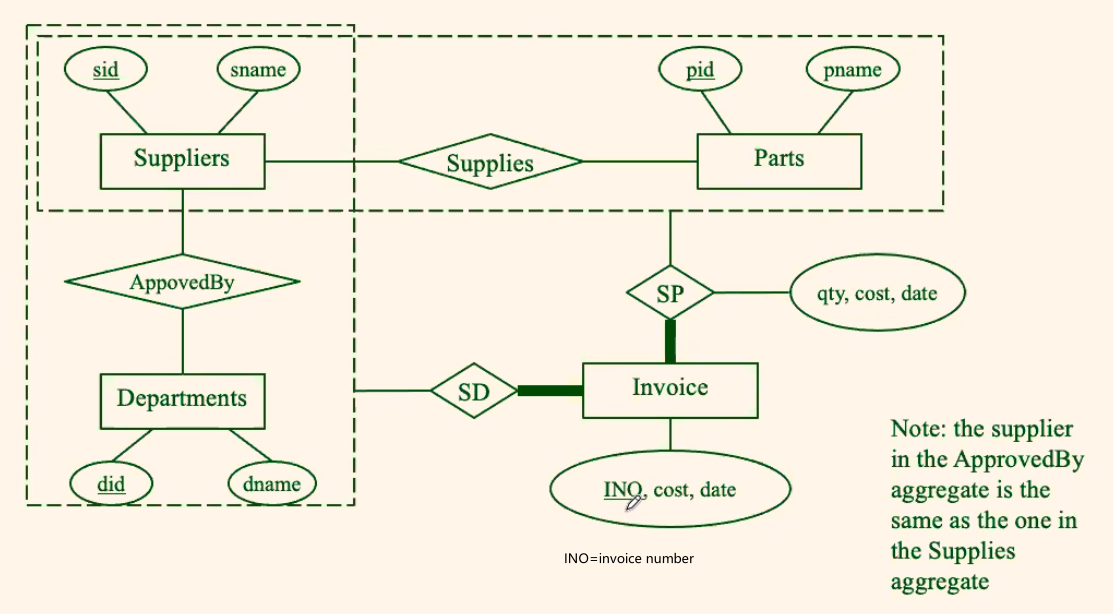 sid
sname
pid
pname
Suppliers
Supplies
Parts
AppovedBy
SP
qty, cost, date
Departments
SD
Invoice
did
dname
INO, cost, date
INO=invoice number
Note: the supplier
in the ApprovedBy
aggregate is the
same as the one in
the Supplies
aggregate